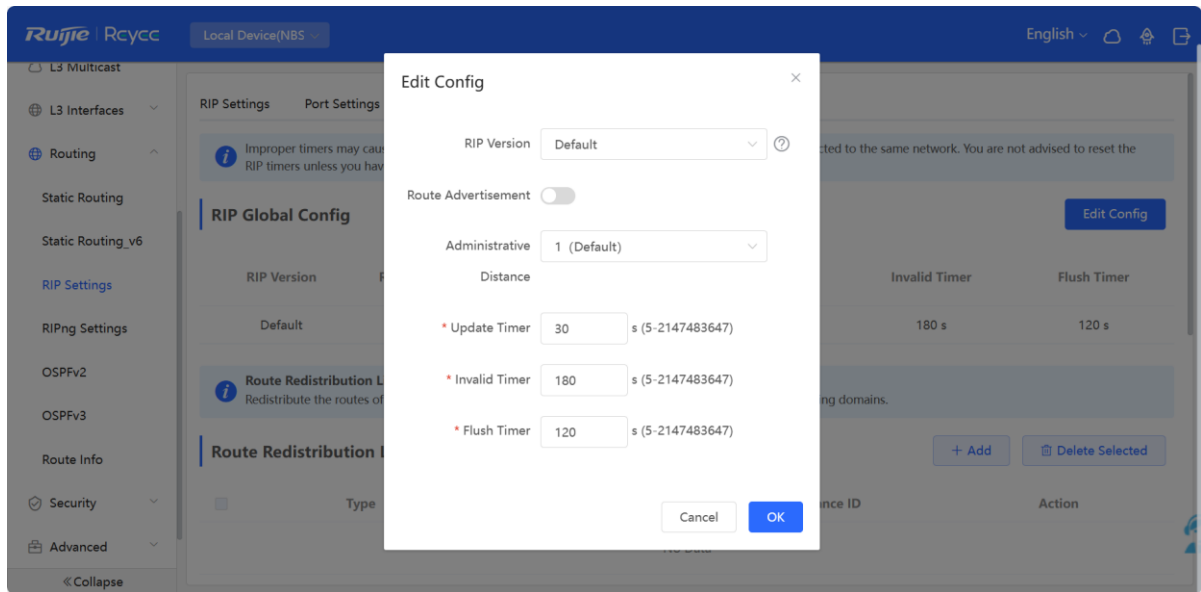 Ruijie | Rcycc
Local Device(NBS
English
L3 Multicast
L3 Interfaces
Routing
Static Routing
Static Routing_v6
RIP Settings
RIPng Settings
OSPFv2
OSPFv3
Route Info
Security
Advanced
Collapse
RIP Settings Port Settings
Improper timers may cau cted to the same network. You are not advised to reset the
RIP timers unless you hav
RIP Global Config
Edit Config
RIP Version Invalid Timer Flush Timer
Default 180 s 120 s
Route Redistribution L
Redistribute the routes of ing domains.
Route Redistribution
+ Add Delete Selected
Type nce ID Action
No Data
Edit Config
RIP Version Default
Route Advertisement
Administrative 1 (Default)
Distance
* Update Timer 30 s (5-2147483647)
* Invalid Timer 180 s (5-2147483647)
* Flush Timer 120 s (5-2147483647)
Cancel OK